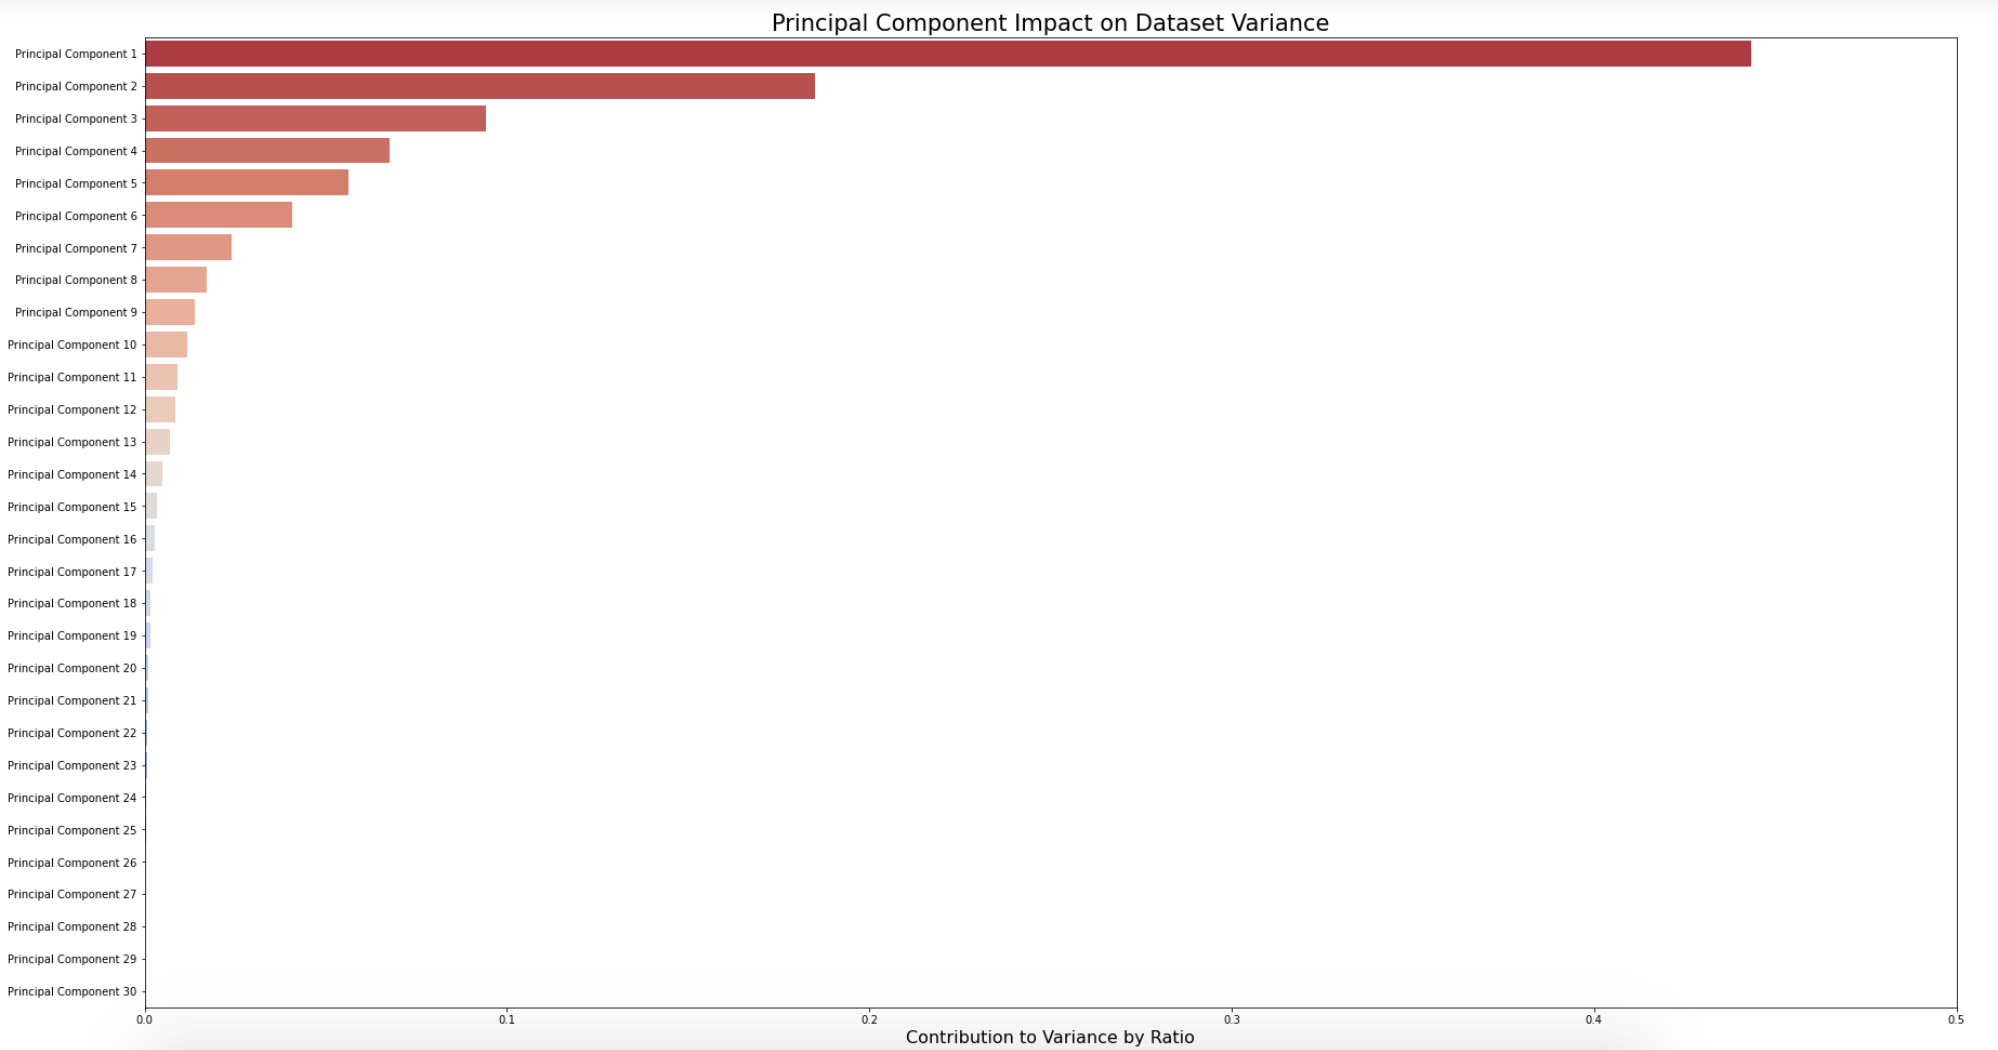 Principal Component Impact on Dataset Variance
Principal Component 1
Principal Component 2
Principal Component 3
Principal Component 4
Principal Component 5
Principal Component 6
Principal Component 7
Principal Component 8
Principal Component 9
Principal Component 10
Principal Component 11
Principal Component 12
Principal Component 13
Principal Component 14
Principal Component 15
Principal Component 16
Principal Component 17
Principal Component 18
Principal Component 19
Principal Component 20
Principal Component 21
Principal Component 22
Principal Component 23
Principal Component 24
Principal Component 25
Principal Component 26
Principal Component 27
Principal Component 28
Principal Component 29
Principal Component 30
0.0 0.1 0.2 0.3 0.4 0.5
Contribution to Variance by Ratio